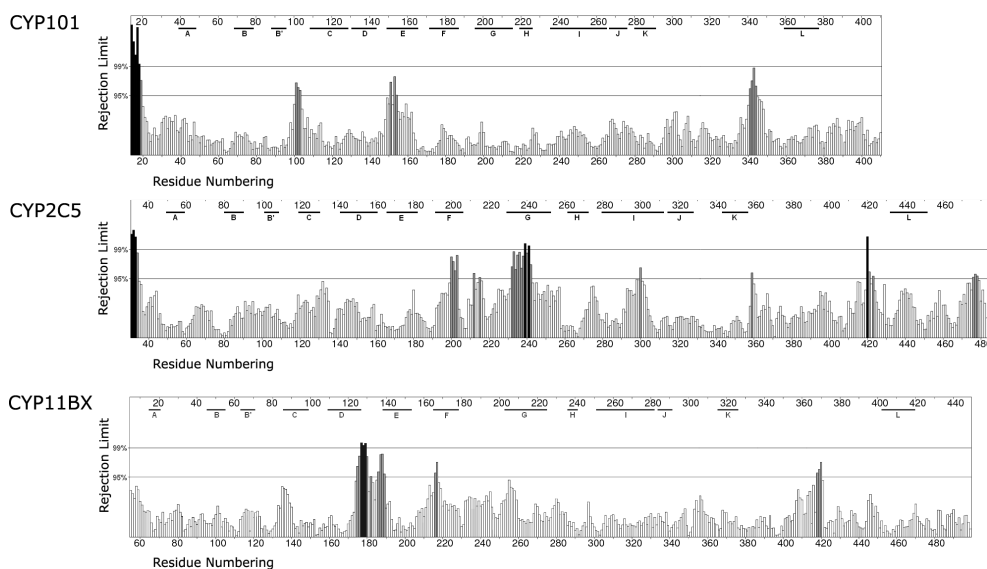 CYP101
20 40 60 80 100 120 140 160 180 200 220 240 260 280 300 320 340 360 380 400
A B B' C D E F G H I J K L
Rejection Limit
99%
95%
20 40 60 80 100 120 140 160 180 200 220 240 260 280 300 320 340 360 380 400
Residue Numbering
CYP2C5
40 60 80 100 120 140 160 180 200 220 240 260 280 300 320 340 360 380 400 420 440 460
A B B' C D E F G H I J K L
Rejection Limit
99%
95%
40 60 80 100 120 140 160 180 200 220 240 260 280 300 320 340 360 380 400 420 440 460 480
Residue Numbering
CYP11BX
20 40 60 80 100 120 140 160 180 200 220 240 260 280 300 320 340 360 380 400 420 440
A B B' C D E F G H I J K L
Rejection Limit
99%
95%
60 80 100 120 140 160 180 200 220 240 260 280 300 320 340 360 380 400 420 440 460 480
Residue Numbering